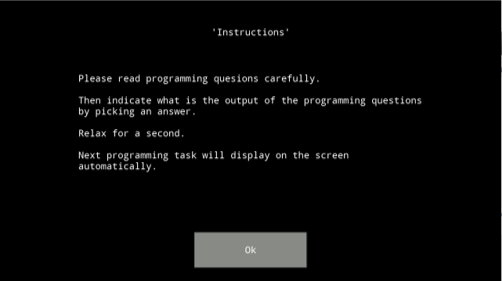 'Instructions'
Please read programming quesions carefully.
Then indicate what is the output of the programming questions
by picking an answer.
Relax for a second.
Next programming task will display on the screen
automatically.
Ok